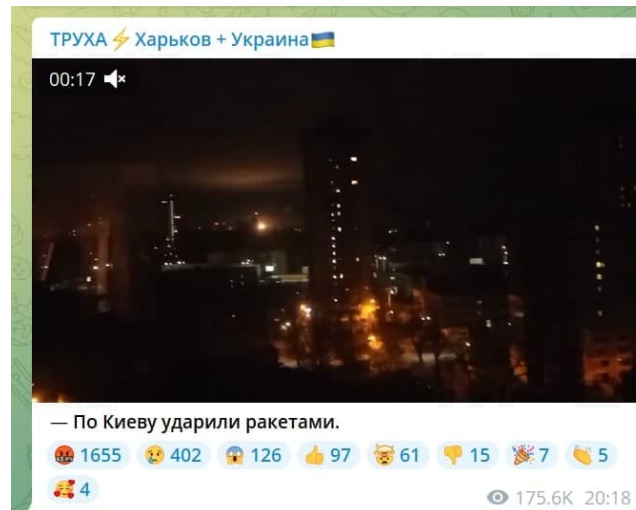 ТРУХА⚡Харьков + Украина🇺🇦
00:17
— По Киеву ударили ракетами.
🤬 1655 😢 402 😱 126 👍 97 🤯 61 👎 15 🎉 7 👏 5
🥰 4
175.6K 20:18